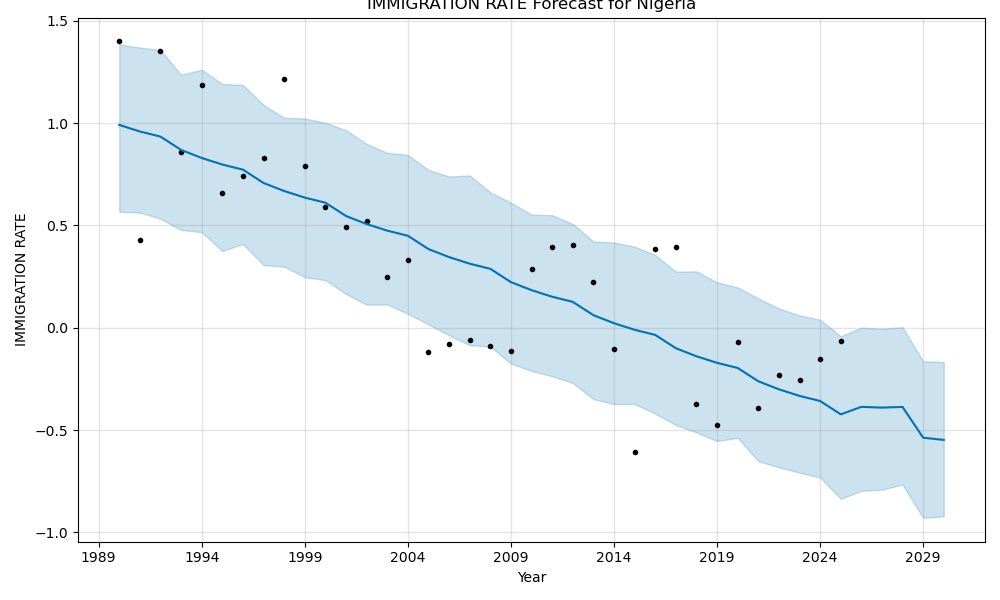 IMMIGRATION RATE Forecast for Nigeria
IMMIGRATION RATE
1.5
1.0
0.5
0.0
−0.5
−1.0
1989 1994 1999 2004 2009 2014 2019 2024 2029
Year